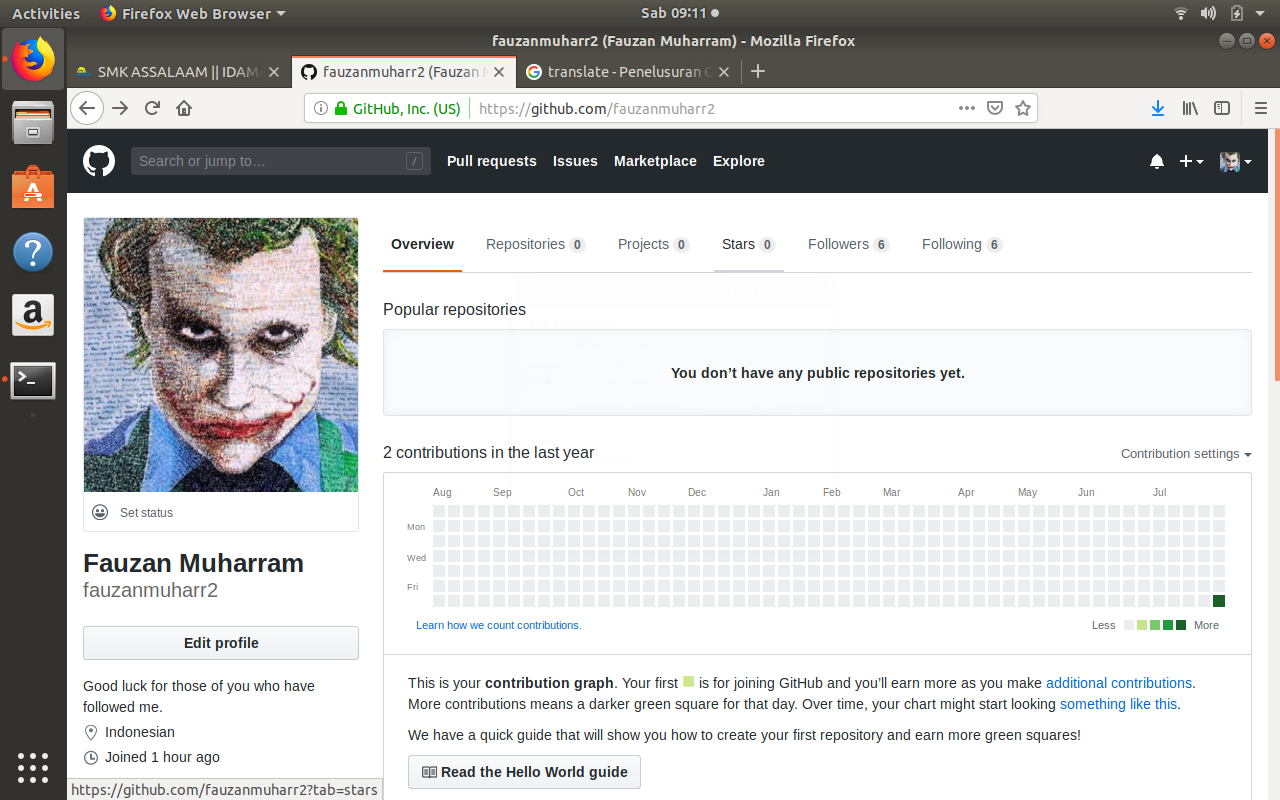 Activities
Firefox Web Browser
Sab 09:11
fauzanmuharr2 (Fauzan Muharram) - Mozilla Firefox
SMK ASSALAAM || IDAM
fauzanmuharr2 (Fauzan M
translate - Penelusuran G
GitHub, Inc. (US)
https://github.com/fauzanmuharr2
Search or jump to…
/
Pull requests
Issues
Marketplace
Explore
Overview
Repositories 0
Projects 0
Stars 0
Followers 6
Following 6
Popular repositories
You don’t have any public repositories yet.
2 contributions in the last year
Contribution settings
Aug Sep Oct Nov Dec Jan Feb Mar Apr May Jun Jul
Mon
Wed
Fri
Learn how we count contributions.
Less
More
This is your contribution graph. Your first is for joining GitHub and you’ll earn more as you make additional contributions.
More contributions means a darker green square for that day. Over time, your chart might start looking something like this.
We have a quick guide that will show you how to create your first repository and earn more green squares!
Read the Hello World guide
Set status
Fauzan Muharram
fauzanmuharr2
Edit profile
Good luck for those of you who have
followed me.
Indonesian
Joined 1 hour ago
https://github.com/fauzanmuharr2?tab=stars